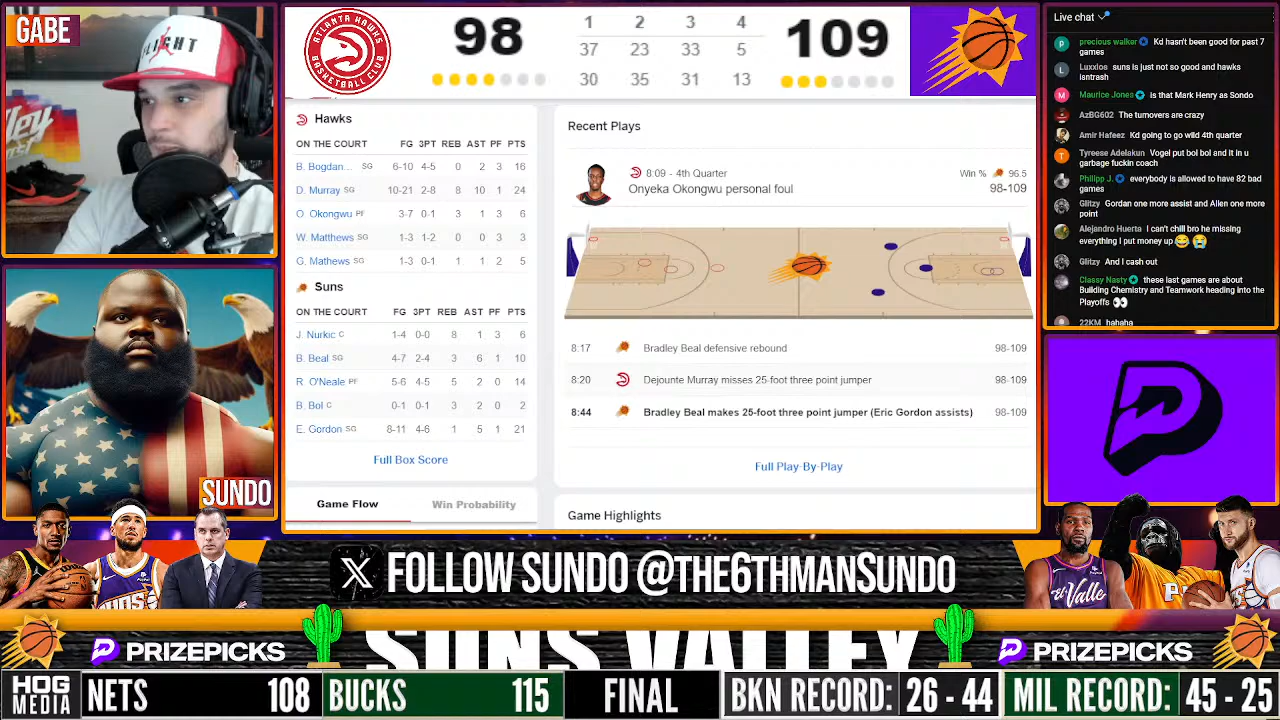 GABE
FLIGHT
ATLANTA HAWKS
BASKETBALL CLUB
98
1 2 3 4
37 23 33 5
30 35 31 13
109
Live chat
precious walker Kd hasn't been good for past 7
games
Luxxloe suns is just not so good and hawks
isntrash
Maurice Jones is that Mark Henry as Sondo
AzBG602 The turnovers are crazy
Amir Hafeez Kd going to go wild 4th quarter
Tyreese Adelakun Vogel put bol bol and it in u
garbage fuckn coach
Philipp J. everybody is allowed to have 82 bad
games
Glitzy Gordan one more assist and Allen one more
point
Alejandro Huerta I can't chill bro he missing
everything i put money up😄😭
Glitzy And I cash out
Classy Nasty these last games are about
Building Chemistry and Teamwork heading into the
Playoffs 👀
22KM hahaha
Hawks
ON THE COURT FG 3PT REB AST PF PTS
B. Bogdan... SG 6-10 4-5 0 2 3 16
D. Murray SG 10-21 2-8 8 10 1 24
O. Okongwu PF 3-7 0-1 3 1 3 6
W. Matthews SG 1-3 1-2 0 0 3 3
G. Mathews SG 1-3 0-1 1 1 2 5
Suns
ON THE COURT FG 3PT REB AST PF PTS
J. Nurkic C 1-4 0-0 8 1 3 6
B. Beal SG 4-7 2-4 3 6 1 10
R. O'Neale PF 5-6 4-5 5 2 0 14
B. Bol C 0-1 0-1 3 2 0 2
E. Gordon SG 8-11 4-6 1 5 1 21
Full Box Score
Game Flow Win Probability
Recent Plays
8:09 - 4th Quarter
Onyeka Okongwu personal foul
Win % 96.5
98-109
8:17 Bradley Beal defensive rebound 98-109
8:20 Dejounte Murray misses 25-foot three point jumper 98-109
8:44 Bradley Beal makes 25-foot three point jumper (Eric Gordon assists) 98-109
Full Play-By-Play
Game Highlights
SUNDO
X FOLLOW SUNDO @THE6THMANSUNDO
PRIZEPICKS
SUNS VALLEY
PRIZEPICKS
HOG
MEDIA
NETS 108 BUCKS 115 FINAL BKN RECORD: 26 - 44 MIL RECORD: 45 - 25